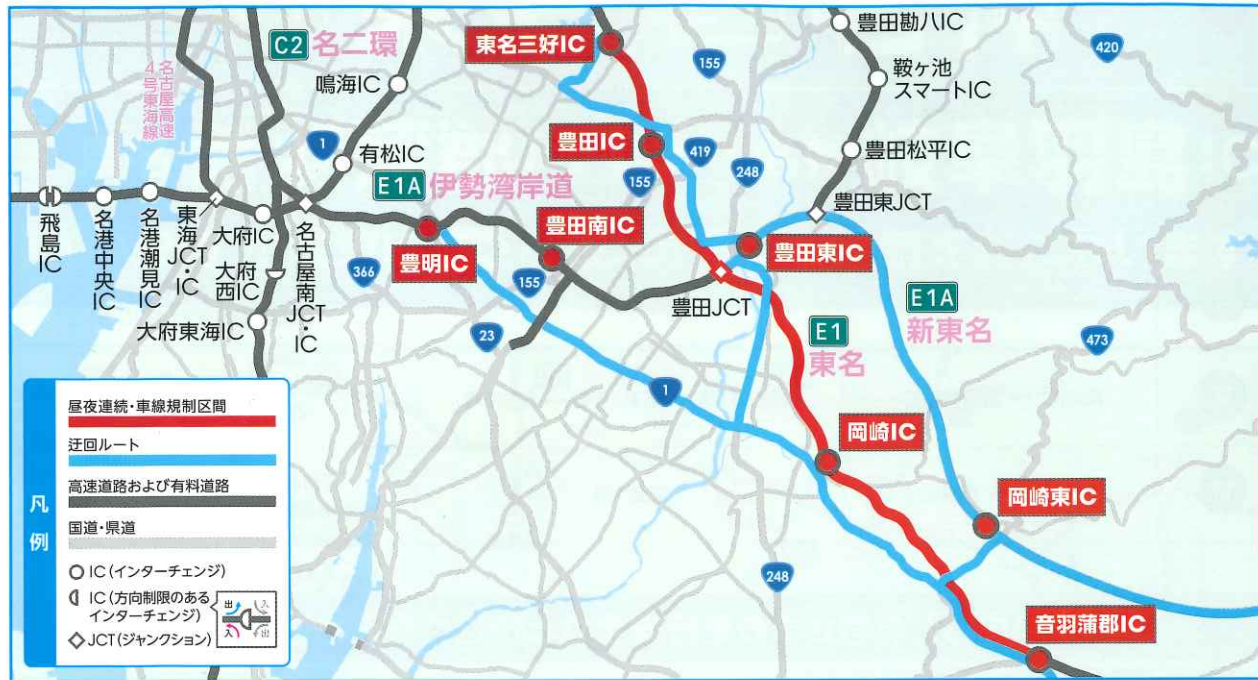 東名三好IC
155
豊田勘八IC
420
C2 名二環
鳴海IC
名古屋高速
4号東海線
鞍ヶ池
スマートIC
1
有松IC
豊田IC
419
248
155
豊田松平IC
E1A 伊勢湾岸道
豊田南IC
豊田東JCT
飛島IC
名港中央IC
名港潮見IC
東海JCT・IC
大府IC
大府西IC
大府東海IC
名古屋南JCT・IC
366
豊明IC
155
23
豊田東IC
豊田JCT
E1A
新東名
E1
東名
473
1
岡崎IC
岡崎東IC
248
音羽蒲郡IC
凡例
昼夜連続・車線規制区間
迂回ルート
高速道路および有料道路
国道・県道
IC(インターチェンジ)
IC(方向制限のある
インターチェンジ)
出
入
入
出
JCT(ジャンクション)